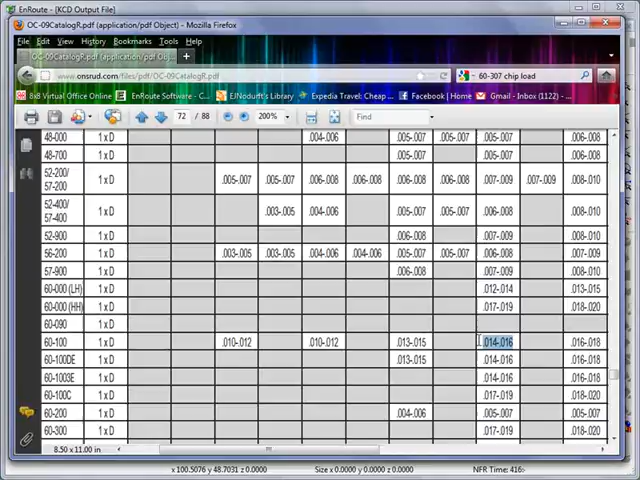 EnRoute - [KCD Output File]
OC-09CatalogR.pdf (application/pdf Object) - Mozilla Firefox
File Edit View History Bookmarks Tools Help
OC-09CatalogR.pdf (application/pdf Obj... +
www.onsrud.com/files/pdf/OC-09CatalogR.pdf 60-307 chip load
8x8 Virtual Office Online EnRoute Software - C... EJNodurft's Library Expedia Travel: Cheap ... Facebook | Home Gmail - Inbox (1122) - ...
72 / 88 200% Find
48-000 1 x D .004-.006 .005-.007 .005-.007 .005-.007 .006-.008
48-700 1 x D .005-.007 .005-.007 .006-.008
52-200/ 57-200 1 x D .005-.007 .005-.007 .006-.008 .006-.008 .006-.008 .006-.008 .007-.009 .007-.009 .008-.010
52-400/ 57-400 1 x D .003-.005 .004-.006 .005-.007 .005-.007 .006-.008 .008-.010
52-900 1 x D .006-.008 .007-.009 .008-.010
56-200 1 x D .003-.005 .003-.005 .004-.006 .004-.006 .005-.007 .005-.007 .006-.008 .007-.009
57-900 1 x D .006-.008 .007-.009 .008-.010
60-000 (LH) 1 x D .012-.014 .013-.015
60-000 (HH) 1 x D .017-.019 .018-.020
60-090 1 x D
60-100 1 x D .010-.012 .010-.012 .013-.015 .014-.016 .016-.018
60-100DE 1 x D .013-.015 .014-.016 .016-.018
60-1003E 1 x D .014-.016 .016-.018
60-100C 1 x D .017-.019 .018-.020
60-200 1 x D .004-.006 .005-.007 .005-.007
60-300 1 x D .017-.019 .018-.020
8.50 x 11.00 in
x 100.5076 y 48.7031 z 0.0000 Size x 0.0000 y 0.0000 z 0.0000 NFR Time: 416: